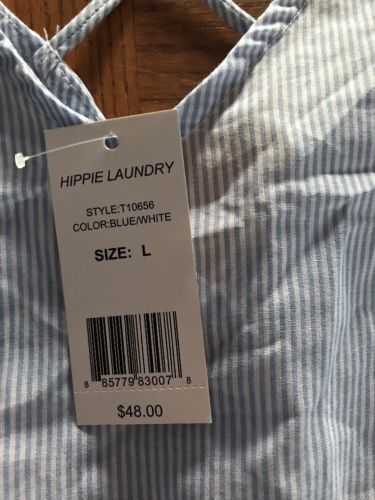 HIPPIE LAUNDRY
STYLE:T10656
COLOR:BLUE/WHITE
SIZE: L
8 85779 83007 8
$48.00